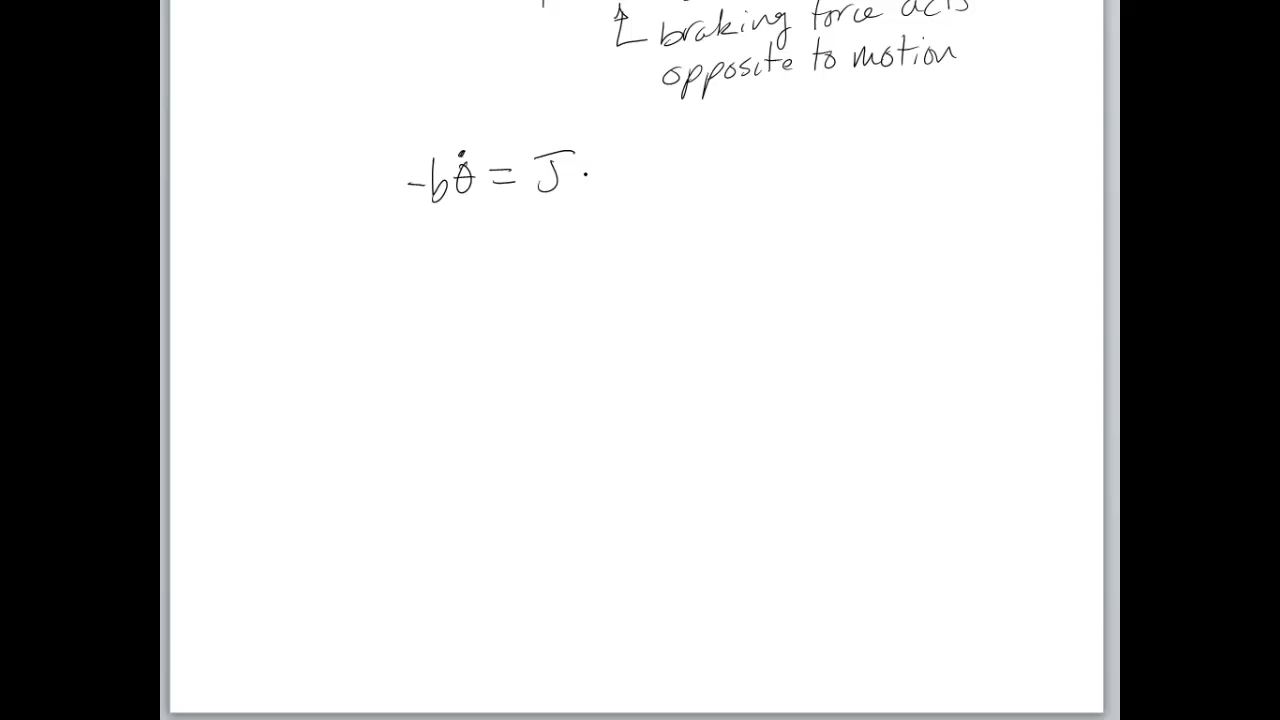 braking force acts
opposite to motion
-bθ̇ = J ·